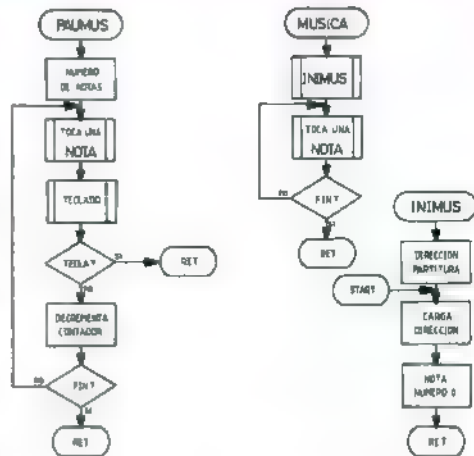 PAUMUS
NUMERO
DE NOTAS
TOCA UNA
NOTA
TECLADO
TECLA?
SI
RET
NO
DECREMENTA
CONTADOR
FIN?
NO
SI
RET
MUSICA
INIMUS
TOCA UNA
NOTA
FIN?
NO
SI
RET
INIMUS
DIRECCION
PARTITURA
START
CARGA
DIRECCION
NOTA
NUMERO 0
RET